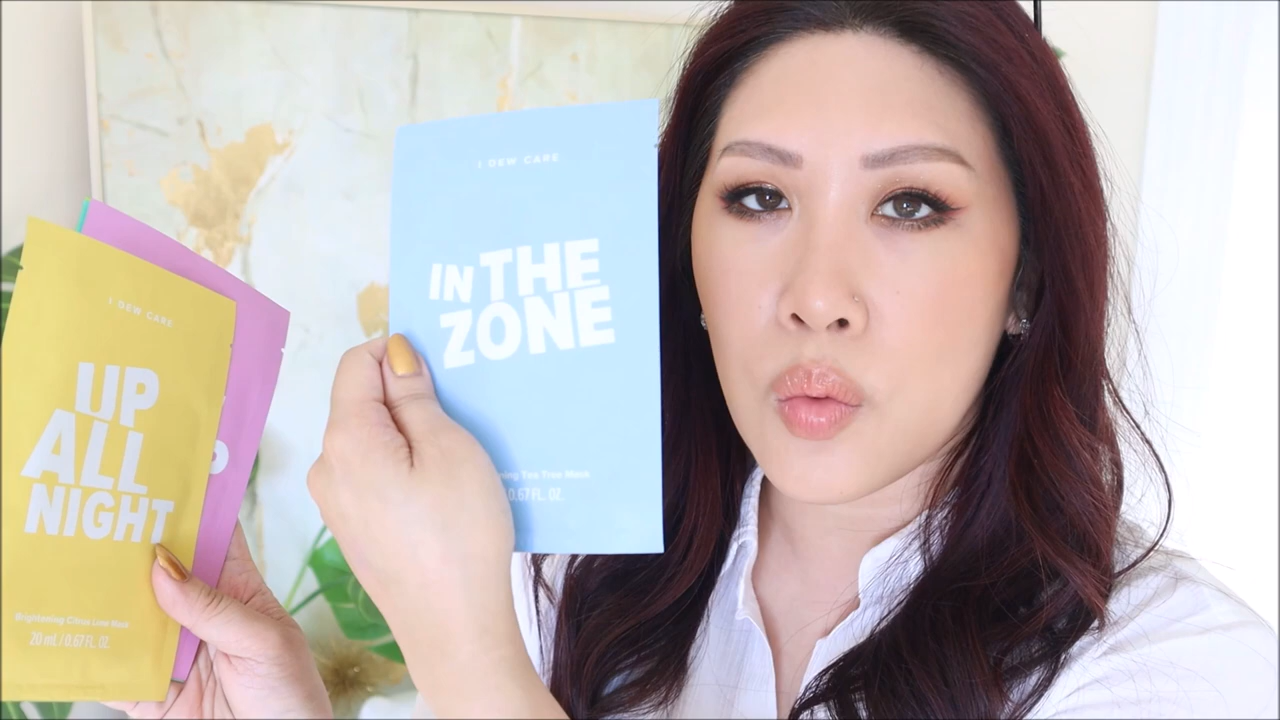 I DEW CARE
UP
ALL
NIGHT
Brightening Citrus Love Mask
20 mL / 0.67 FL. OZ.
I DEW CARE
IN THE
ZONE
Tea Tree Mask
0.67 FL. OZ.